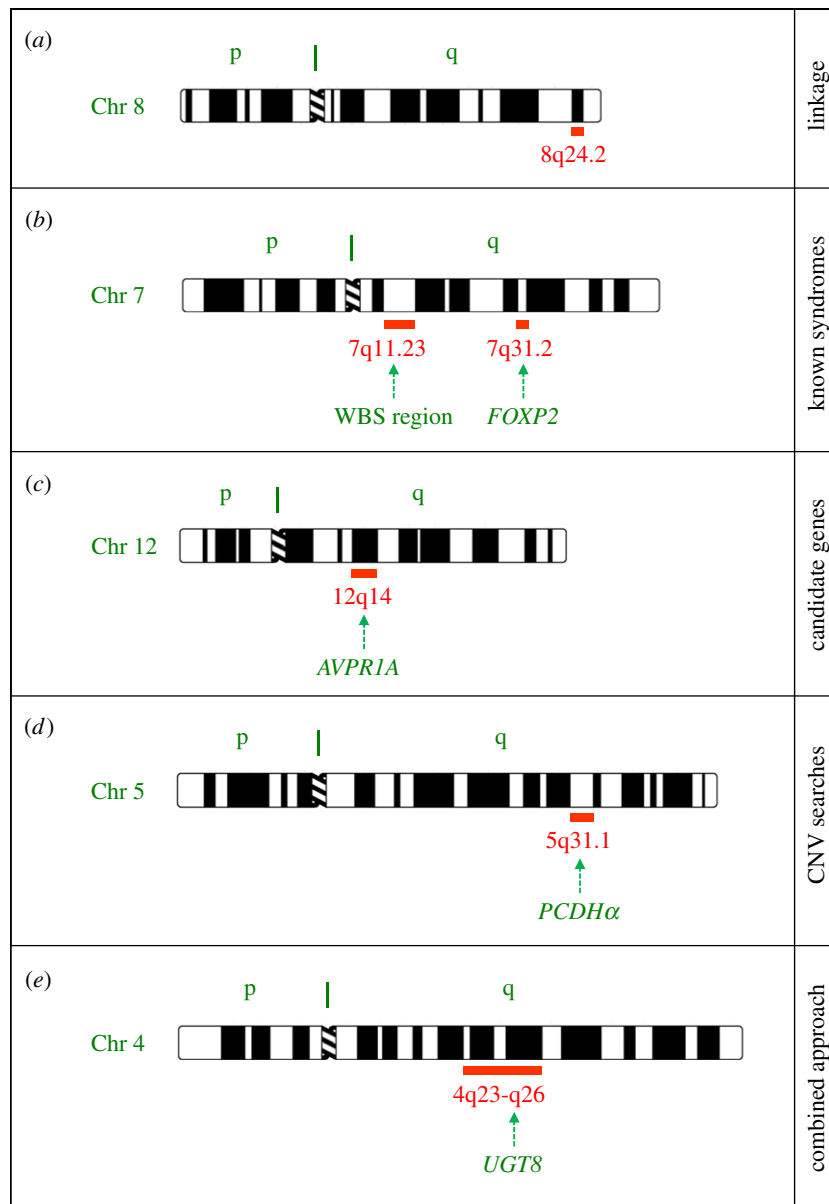 (a)
p
q
Chr 8
8q24.2
linkage
(b)
p
q
Chr 7
7q11.23
7q31.2
WBS region
FOXP2
known syndromes
(c)
p
q
Chr 12
12q14
AVPR1A
candidate genes
(d)
p
q
Chr 5
5q31.1
PCDHα
CNV searches
(e)
p
q
Chr 4
4q23-q26
UGT8
combined approach